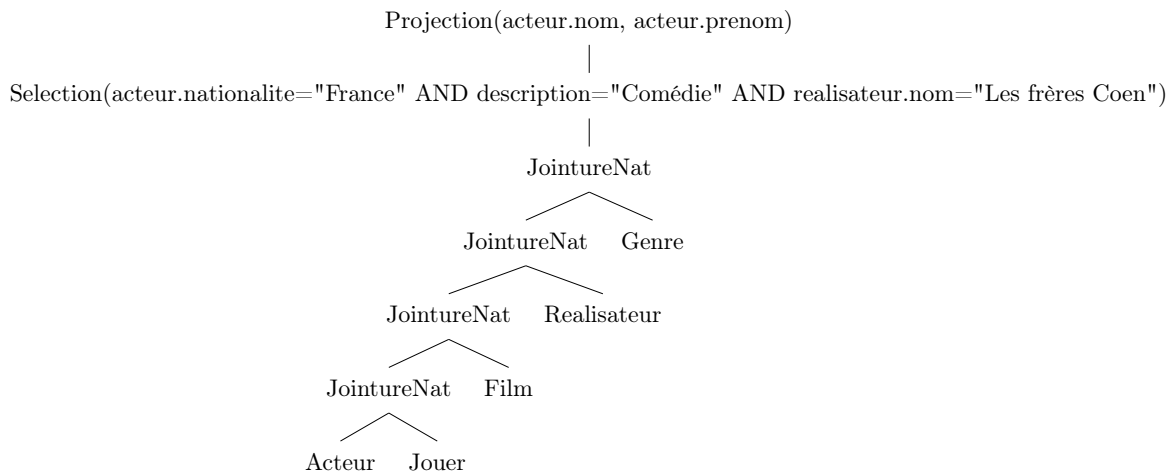 Projection(acteur.nom, acteur.prenom)
Selection(acteur.nationalite="France" AND description="Comédie" AND realisateur.nom="Les frères Coen")
JointureNat
JointureNat Genre
JointureNat Realisateur
JointureNat Film
Acteur Jouer